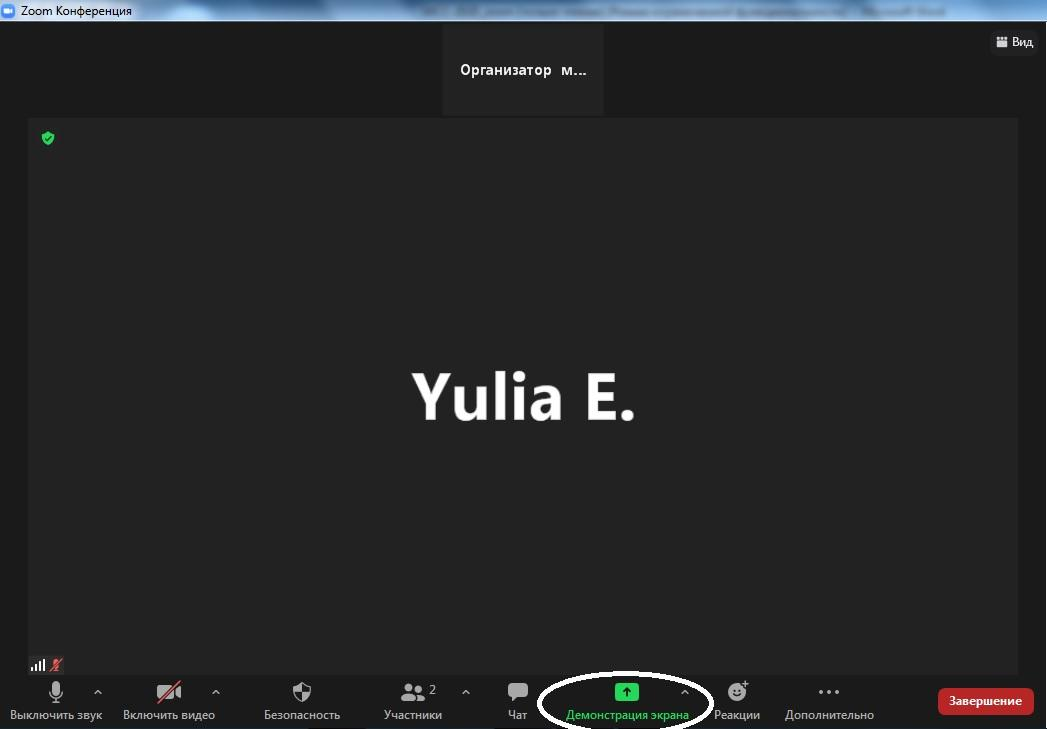 Zoom Конференция
Вид
Организатор м...
Yulia E.
2
Выключить звук
Включить видео
Безопасность
Участники
Чат
Демонстрация экрана
Реакции
Дополнительно
Завершение